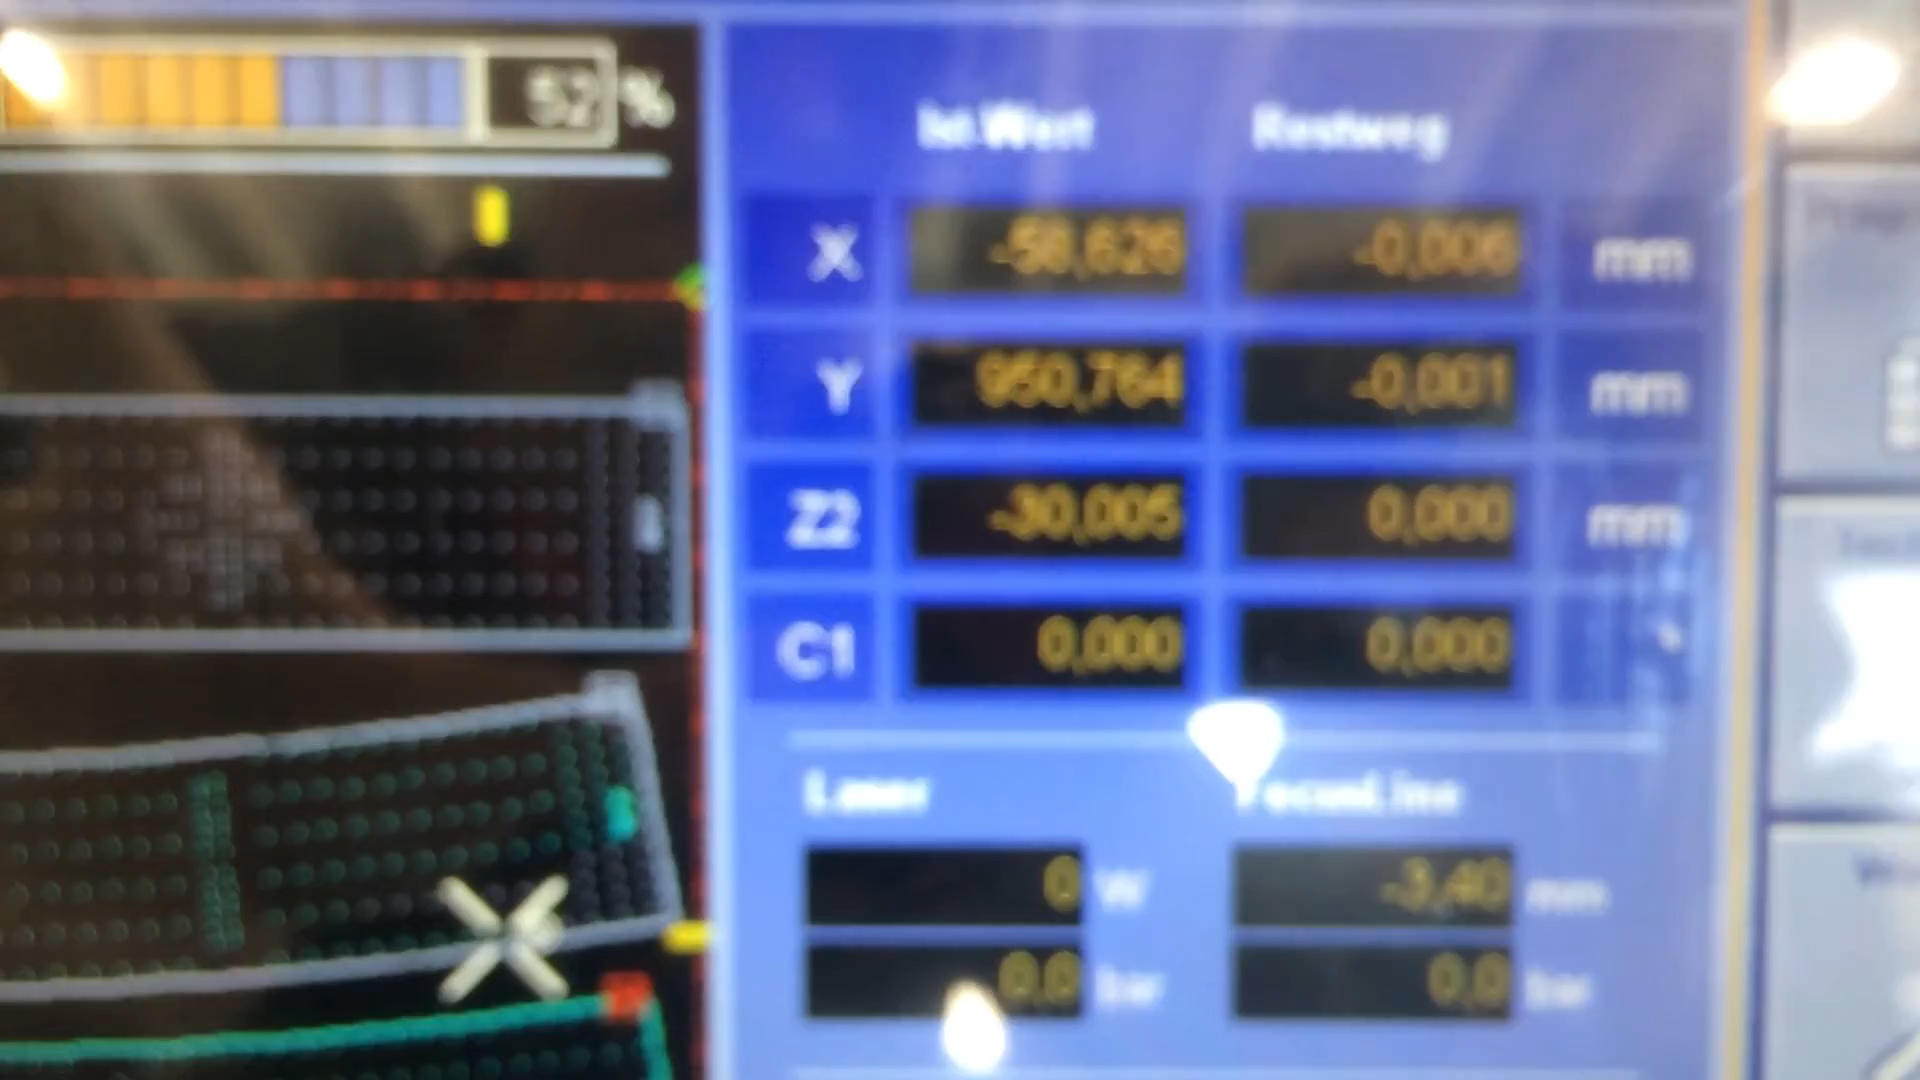 52 %
Ist.Wert Restweg
X -58,626 -0,006 mm
Y 950,764 -0,001 mm
Z2 -30,005 0,000 mm
C1 0,000 0,000 °
Laser FocusLine
0 W -3,40 mm
0,0 bar 0,0 bar